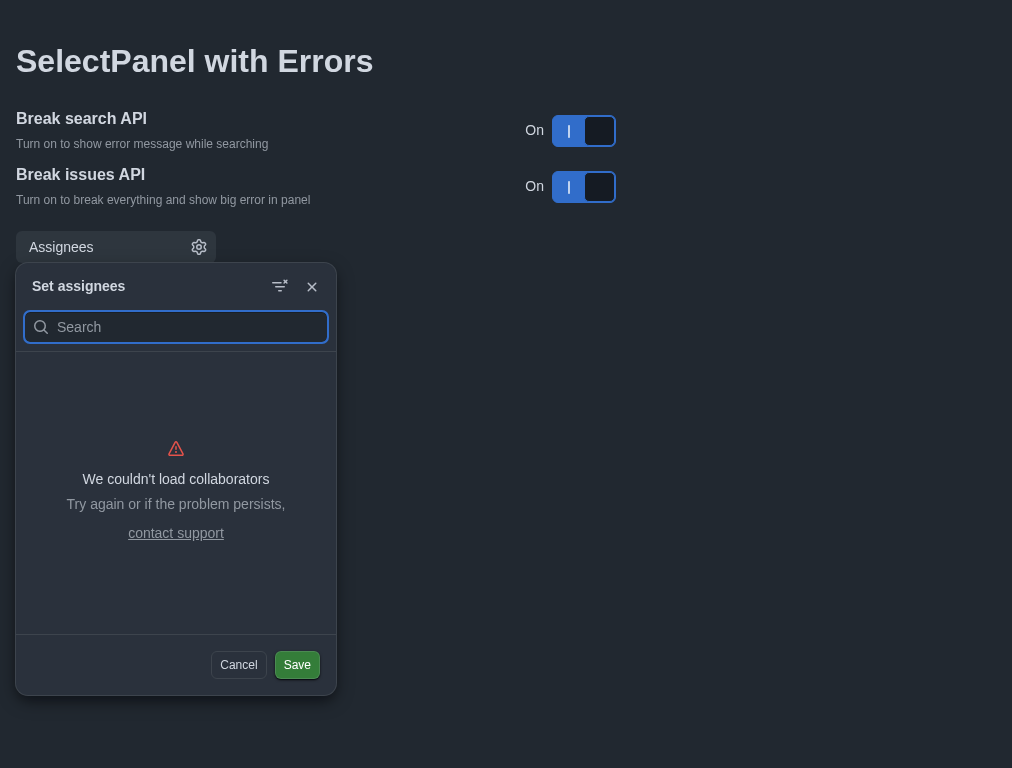 SelectPanel with Errors
Break search API
On
Turn on to show error message while searching
Break issues API
On
Turn on to break everything and show big error in panel
Assignees
Set assignees
Search
We couldn't load collaborators
Try again or if the problem persists,
contact support
Cancel Save